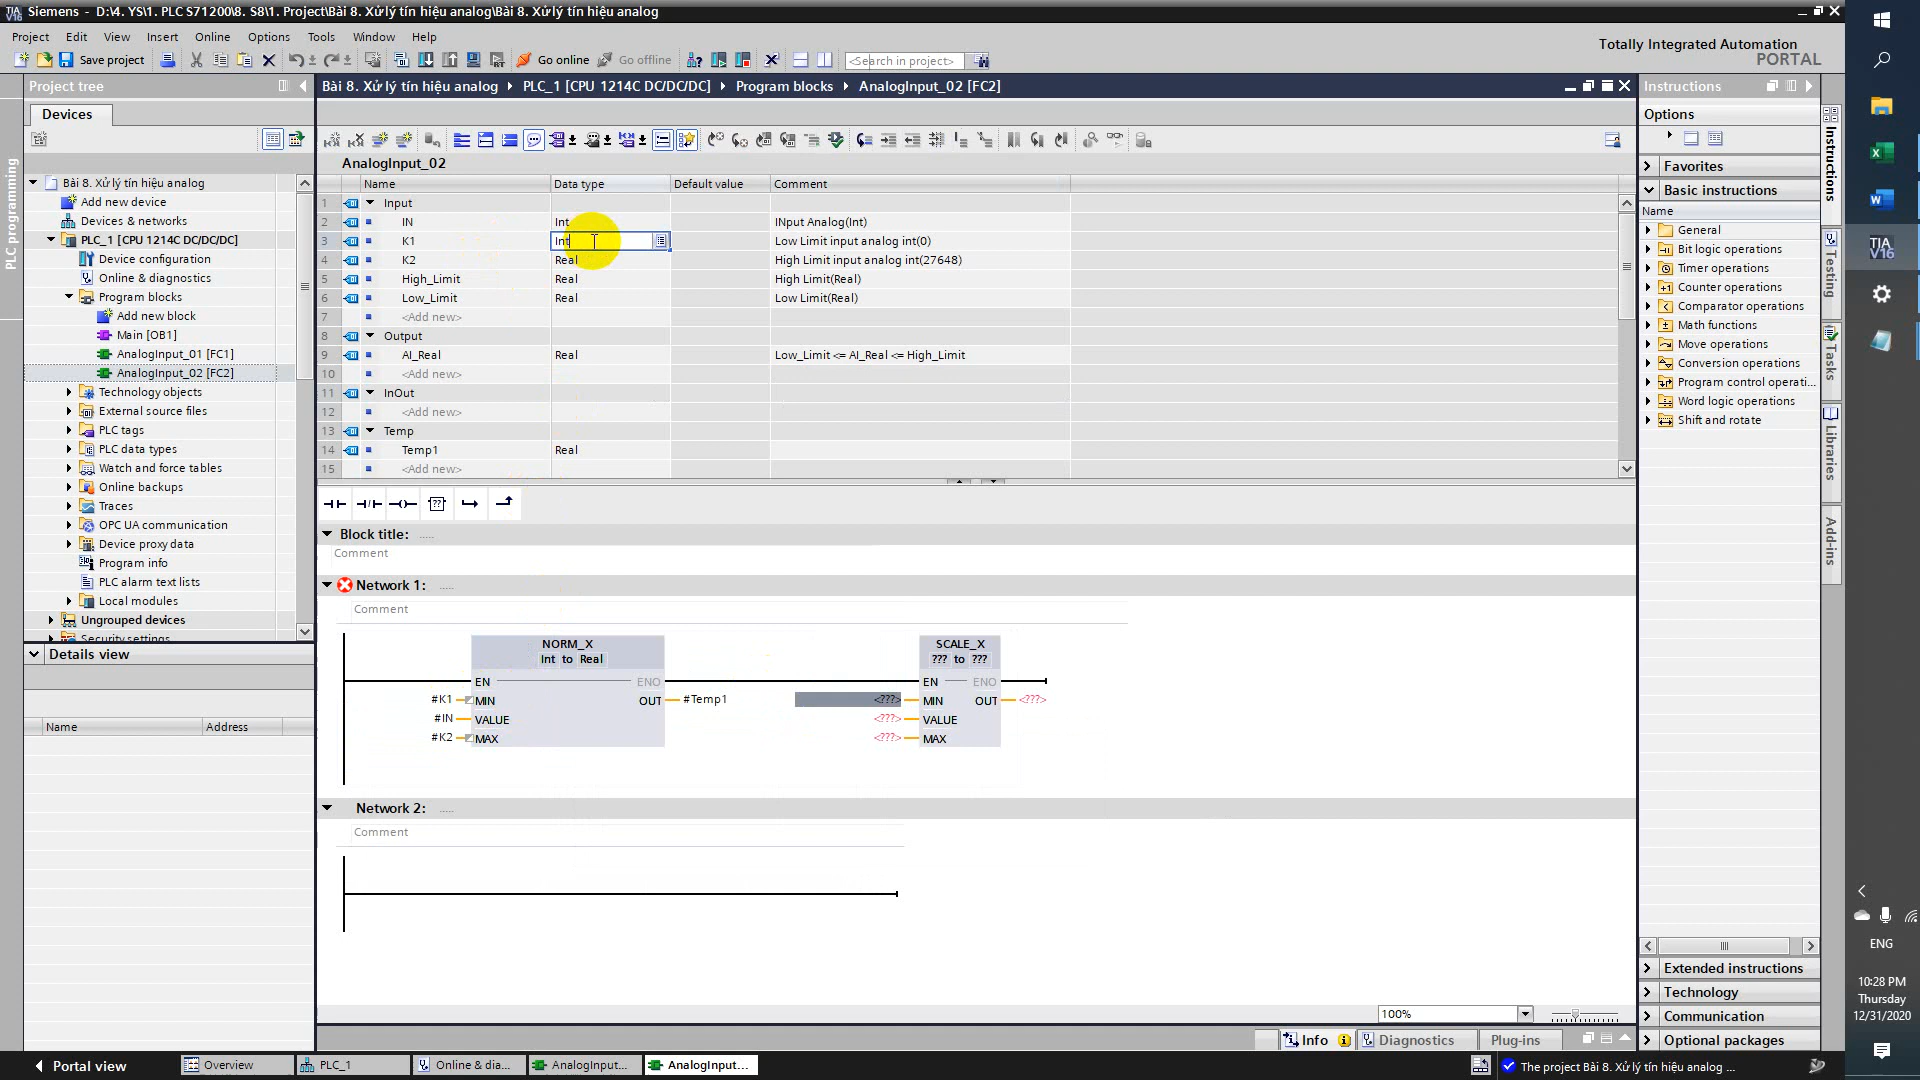 Siemens - D:\4. YS\1. PLC S71200\8. S8\1. Project\Bài 8. Xử lý tín hiệu analog\Bài 8. Xử lý tín hiệu analog
Project Edit View Insert Online Options Tools Window Help
Totally Integrated Automation
PORTAL
Save project
Go online
Go offline
<Search in project>
Project tree
Bài 8. Xử lý tín hiệu analog PLC_1 [CPU 1214C DC/DC/DC] Program blocks AnalogInput_02 [FC2]
Instructions
Devices
Options
PLC programming
AnalogInput_02
Name Data type Default value Comment
1 Input
2 IN Int INput Analog(Int)
3 K1 Int Low Limit input analog int(0)
4 K2 Real High Limit input analog int(27648)
5 High_Limit Real High Limit(Real)
6 Low_Limit Real Low Limit(Real)
7 <Add new>
8 Output
9 AI_Real Real Low_Limit <= AI_Real <= High_Limit
10 <Add new>
11 InOut
12 <Add new>
13 Temp
14 Temp1 Real
15 <Add new>
Bài 8. Xử lý tín hiệu analog
Add new device
Devices & networks
PLC_1 [CPU 1214C DC/DC/DC]
Device configuration
Online & diagnostics
Program blocks
Add new block
Main [OB1]
AnalogInput_01 [FC1]
AnalogInput_02 [FC2]
Technology objects
External source files
PLC tags
PLC data types
Watch and force tables
Online backups
Traces
OPC UA communication
Device proxy data
Program info
PLC alarm text lists
Local modules
Ungrouped devices
Security settings
Details view
Name Address
Block title: .....
Comment
Network 1: .....
Comment
NORM_X
Int to Real
EN ENO
#K1 MIN OUT #Temp1
#IN VALUE
#K2 MAX
SCALE_X
??? to ???
EN ENO
<???> MIN OUT <???>
<???> VALUE
<???> MAX
Network 2: .....
Comment
100%
Info
Diagnostics
Plug-ins
Favorites
Basic instructions
Name
General
Bit logic operations
Timer operations
Counter operations
Comparator operations
Math functions
Move operations
Conversion operations
Program control operati...
Word logic operations
Shift and rotate
Extended instructions
Technology
Communication
Optional packages
Instructions
Testing
Tasks
Libraries
Add-ins
TIA
V16
ENG
10:28 PM
Thursday
12/31/2020
Portal view
Overview
PLC_1
Online & dia...
AnalogInput...
AnalogInput...
The project Bài 8. Xử lý tín hiệu analog ...